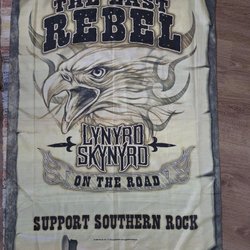 THE LAST
REBEL
LYNYRD
SKYNYRD
ON THE ROAD
SUPPORT SOUTHERN ROCK